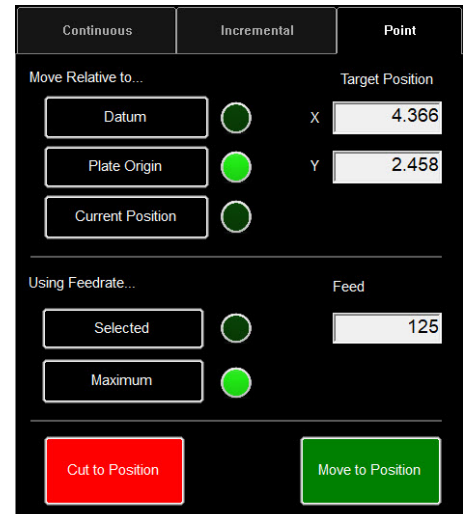 Continuous Incremental Point
Move Relative to... Target Position
Datum X 4.366
Plate Origin Y 2.458
Current Position
Using Feedrate... Feed
Selected 125
Maximum
Cut to Position Move to Position